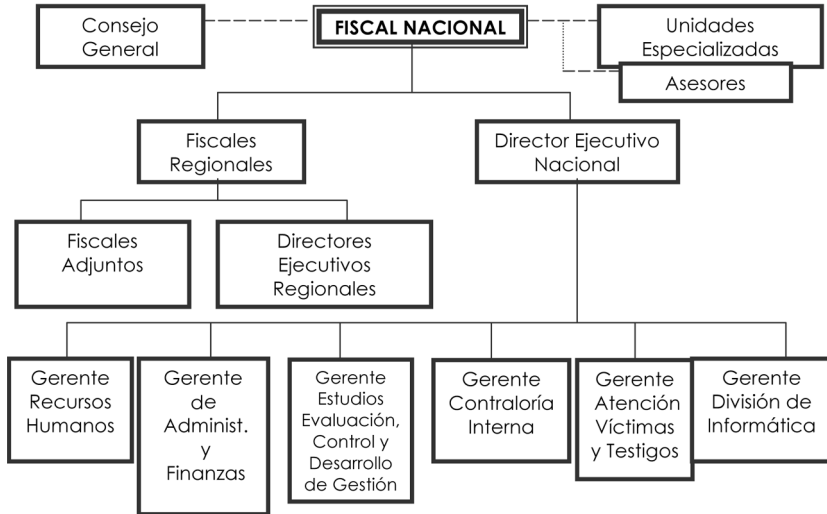 Consejo
General
FISCAL NACIONAL
Unidades
Especializadas
Asesores
Fiscales
Regionales
Director Ejecutivo
Nacional
Fiscales
Adjuntos
Directores
Ejecutivos
Regionales
Gerente
Recursos
Humanos
Gerente
de
Administ.
y
Finanzas
Gerente
Estudios
Evaluación,
Control y
Desarrollo
de Gestión
Gerente
Contraloría
Interna
Gerente
Atención
Víctimas
y Testigos
Gerente
División de
Informática